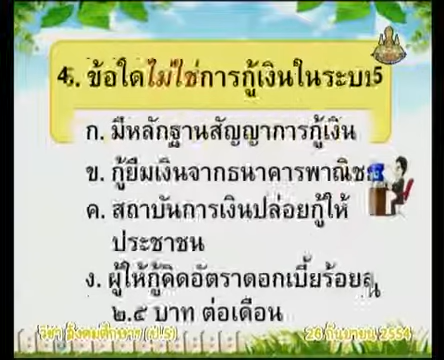 5. ข้อใดไม่ใช่การกู้เงินในระบบ
ก. มีหลักฐานสัญญาการกู้เงิน
ข. กู้ยืมเงินจากธนาคารพาณิช
ค. สถาบันการเงินปล่อยกู้ให้
ประชาชน
ง. ผู้ให้กู้คิดอัตราดอกเบี้ยร้อยละ
๒.๕ บาท ต่อเดือน
วิชา สังคมศึกษาฯ (ป.5)
26 กันยายน 2554